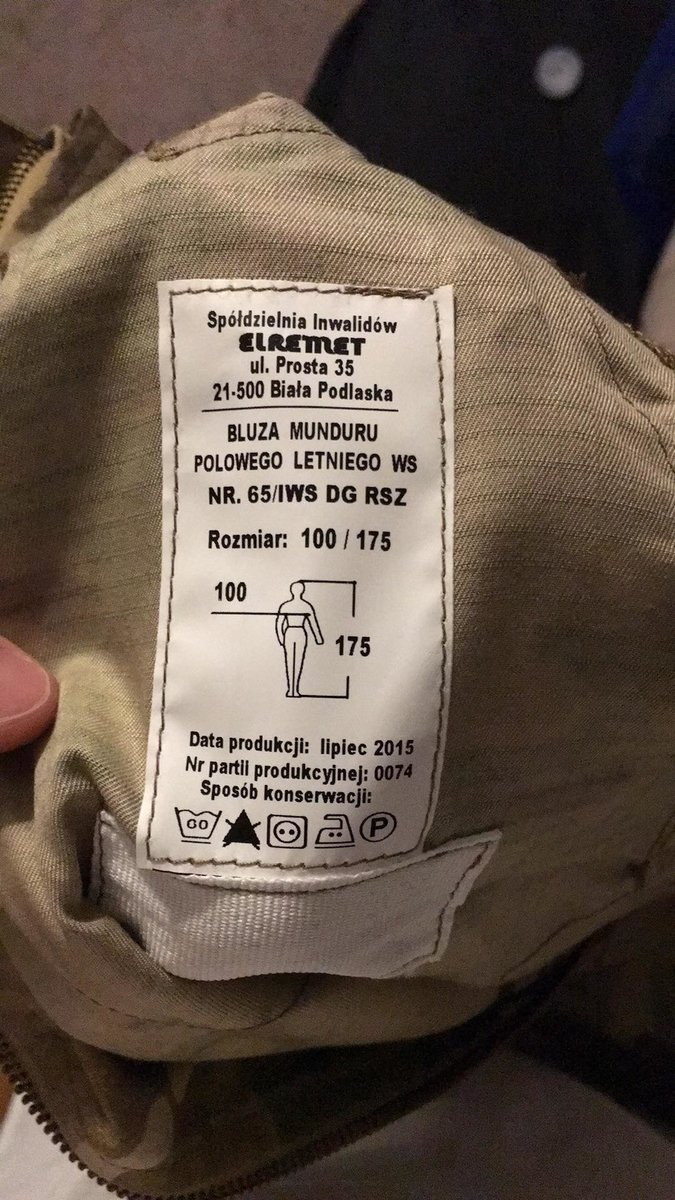 Spółdzielnia Inwalidów
ELREMET
ul. Prosta 35
21-500 Biała Podlaska
BLUZA MUNDURU
POLOWEGO LETNIEGO WS
NR. 65/IWS DG RSZ
Rozmiar: 100 / 175
100
175
Data produkcji: lipiec 2015
Nr partii produkcyjnej: 0074
Sposób konserwacji:
60 P